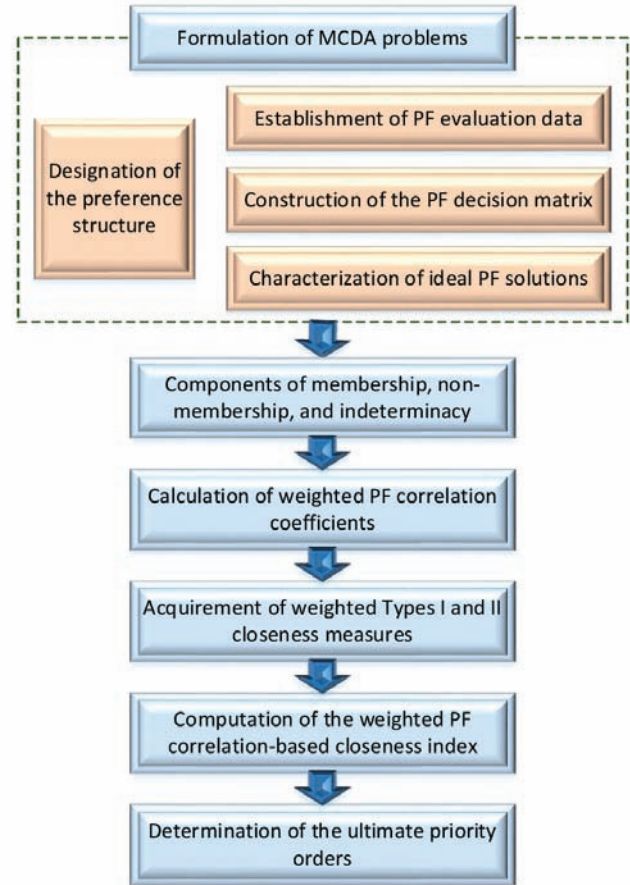 Formulation of MCDA problems
Designation of
the preference
structure
Establishment of PF evaluation data
Construction of the PF decision matrix
Characterization of ideal PF solutions
Components of membership, non-
membership, and indeterminacy
Calculation of weighted PF correlation
coefficients
Acquirement of weighted Types I and II
closeness measures
Computation of the weighted PF
correlation-based closeness index
Determination of the ultimate priority
orders